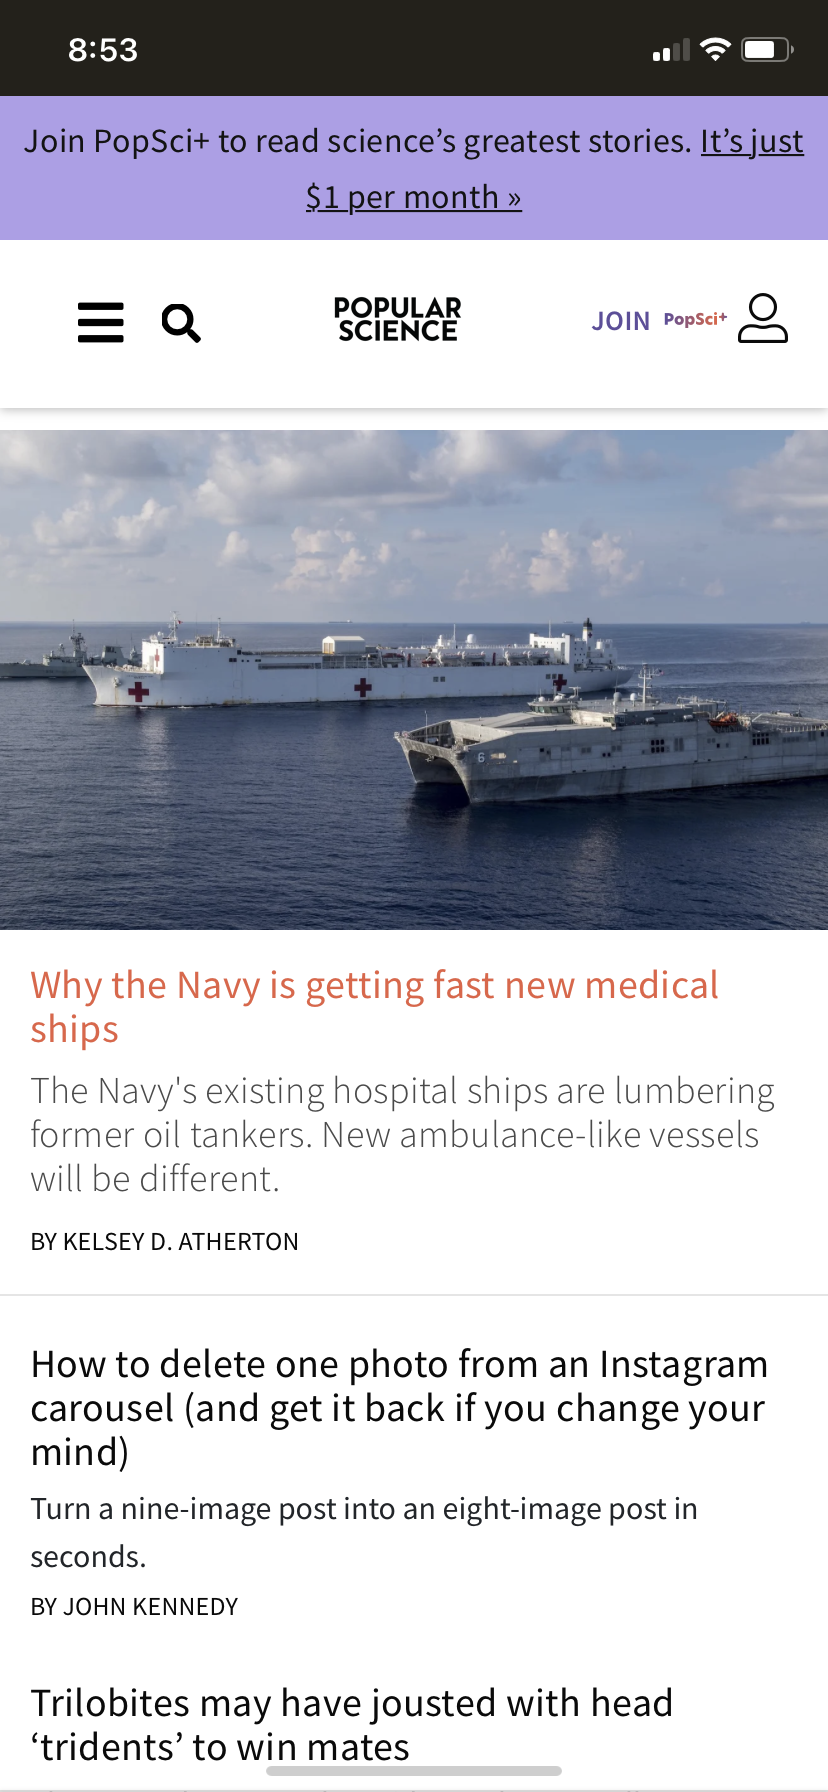 8:53
Join PopSci+ to read science’s greatest stories. It’s just
$1 per month »
POPULAR
SCIENCE
JOIN PopSci+
6
Why the Navy is getting fast new medical
ships
The Navy's existing hospital ships are lumbering
former oil tankers. New ambulance-like vessels
will be different.
BY KELSEY D. ATHERTON
How to delete one photo from an Instagram
carousel (and get it back if you change your
mind)
Turn a nine-image post into an eight-image post in
seconds.
BY JOHN KENNEDY
Trilobites may have jousted with head
‘tridents’ to win mates